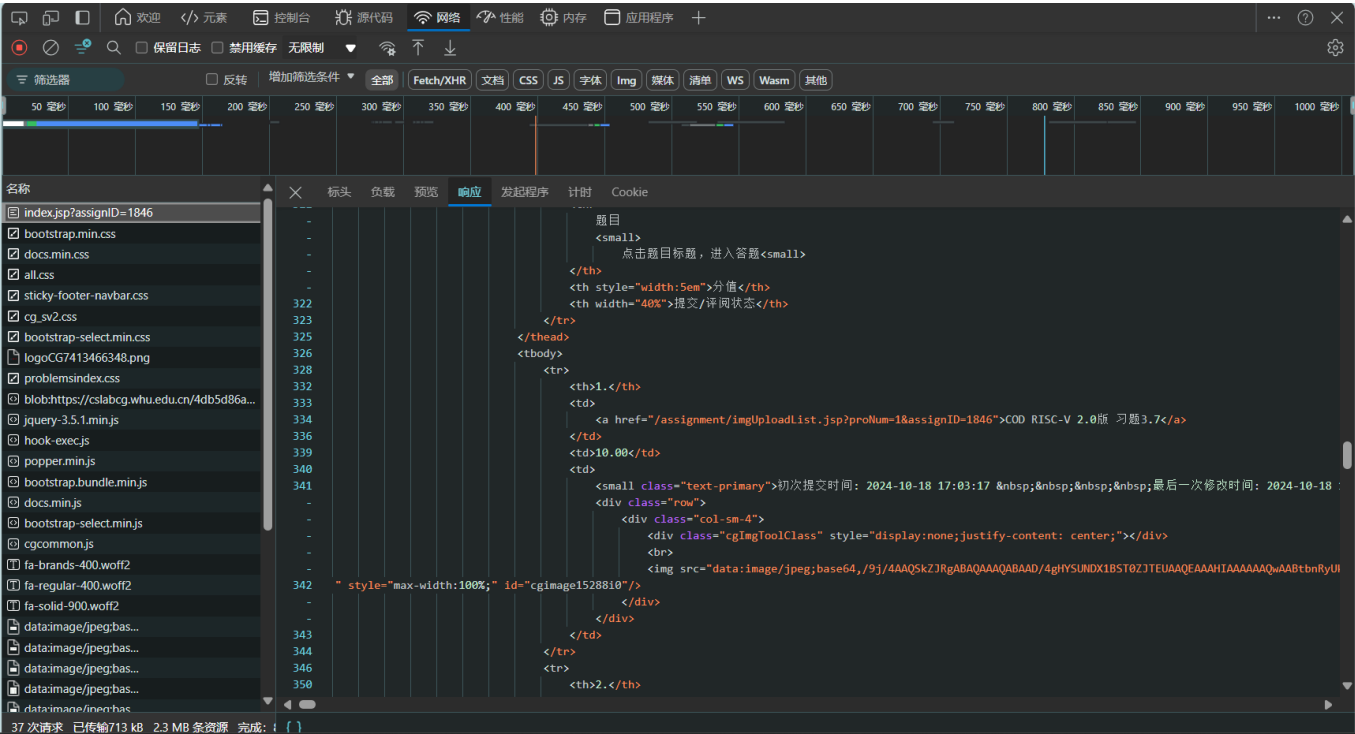 欢迎 元素 控制台 源代码 网络 性能 内存 应用程序
保留日志 禁用缓存 无限制
筛选器 反转 增加筛选条件 全部 Fetch/XHR 文档 CSS JS 字体 Img 媒体 清单 WS Wasm 其他
50 毫秒 100 毫秒 150 毫秒 200 毫秒 250 毫秒 300 毫秒 350 毫秒 400 毫秒 450 毫秒 500 毫秒 550 毫秒 600 毫秒 650 毫秒 700 毫秒 750 毫秒 800 毫秒 850 毫秒 900 毫秒 950 毫秒 1000 毫秒
名称
index.jsp?assignID=1846
bootstrap.min.css
docs.min.css
all.css
sticky-footer-navbar.css
cg_sv2.css
bootstrap-select.min.css
logoCG7413466348.png
problemsindex.css
blob:https://cslabcg.whu.edu.cn/4db5d86a...
jquery-3.5.1.min.js
hook-exec.js
popper.min.js
bootstrap.bundle.min.js
docs.min.js
bootstrap-select.min.js
cgcommon.js
fa-brands-400.woff2
fa-regular-400.woff2
fa-solid-900.woff2
data:image/jpeg;bas...
data:image/jpeg;bas...
data:image/jpeg;bas...
data:image/jpeg;bas...
data:image/jpeg;bas...
37 次请求 已传输713 kB 2.3 MB 条资源 完成:
标头 负载 预览 响应 发起程序 计时 Cookie
- 题目
- <small>
- 点击题目标题，进入答题<small>
- </th>
- <th style="width:5em">分值</th>
322 <th width="40%">提交/评阅状态</th>
323 </tr>
325 </thead>
326 <tbody>
328 <tr>
332 <th>1.</th>
333 <td>
334 <a href="/assignment/imgUploadList.jsp?proNum=1&assignID=1846">COD RISC-V 2.0版 习题3.7</a>
336 </td>
339 <td>10.00</td>
340 <td>
341 <small class="text-primary">初次提交时间: 2024-10-18 17:03:17 &nbsp;&nbsp;&nbsp;&nbsp;最后一次修改时间: 2024-10-18
- <div class="row">
- <div class="col-sm-4">
- <div class="cgImgToolClass" style="display:none;justify-content: center;"></div>
- <br>
- <img src="data:image/jpeg;base64,/9j/4AAQSkZJRgABAQAAAQABAAD/4gHYSUNDX1BST0ZJTEUAAQEAAAHIAAAAAAQwAABtbnRyU
342 " style="max-width:100%;" id="cgimage15288i0"/>
- </div>
- </div>
343 </td>
344 </tr>
346 <tr>
350 <th>2.</th>
{ }